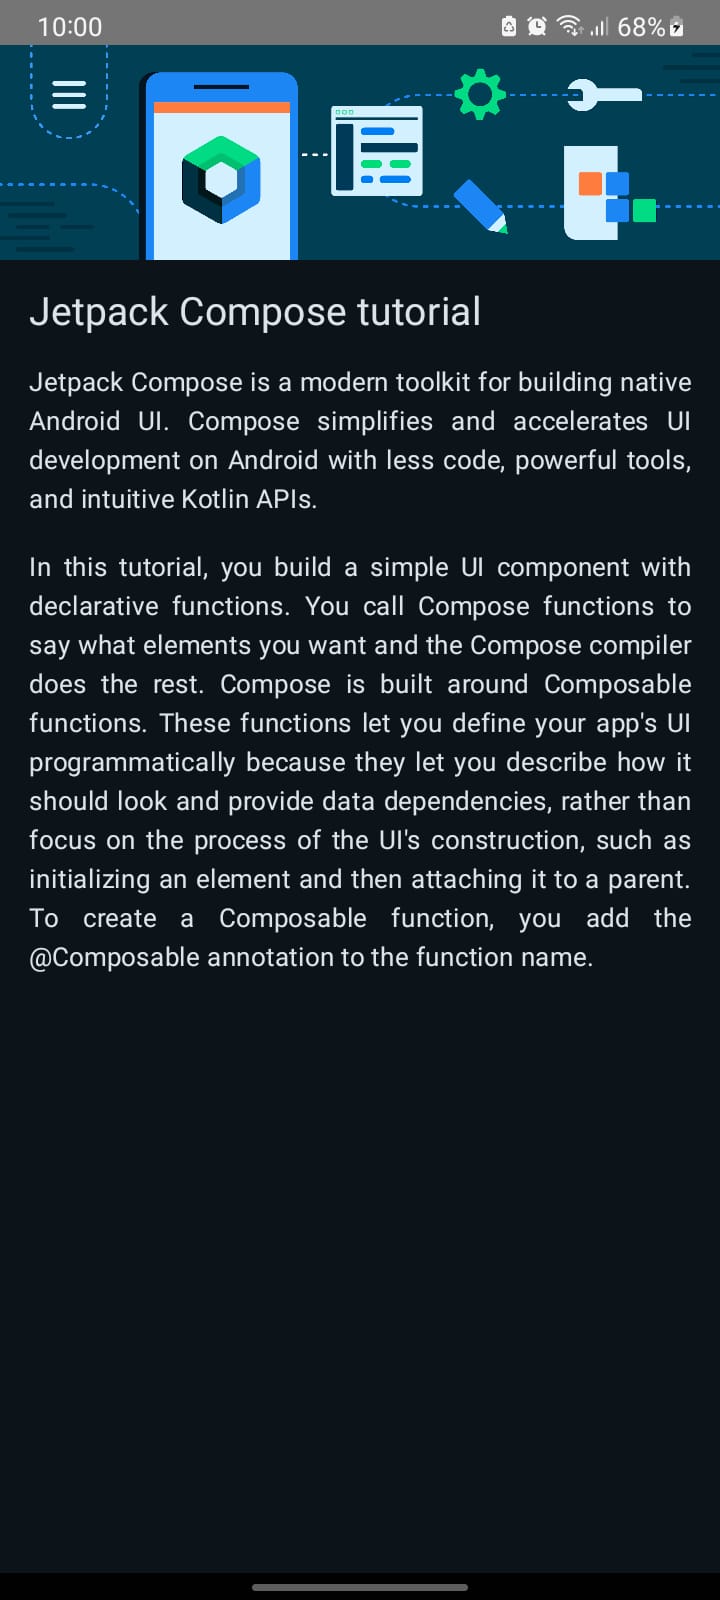 10:00
68%
Jetpack Compose tutorial
Jetpack Compose is a modern toolkit for building native
Android UI. Compose simplifies and accelerates UI
development on Android with less code, powerful tools,
and intuitive Kotlin APIs.
In this tutorial, you build a simple UI component with
declarative functions. You call Compose functions to
say what elements you want and the Compose compiler
does the rest. Compose is built around Composable
functions. These functions let you define your app's UI
programmatically because they let you describe how it
should look and provide data dependencies, rather than
focus on the process of the UI's construction, such as
initializing an element and then attaching it to a parent.
To create a Composable function, you add the
@Composable annotation to the function name.